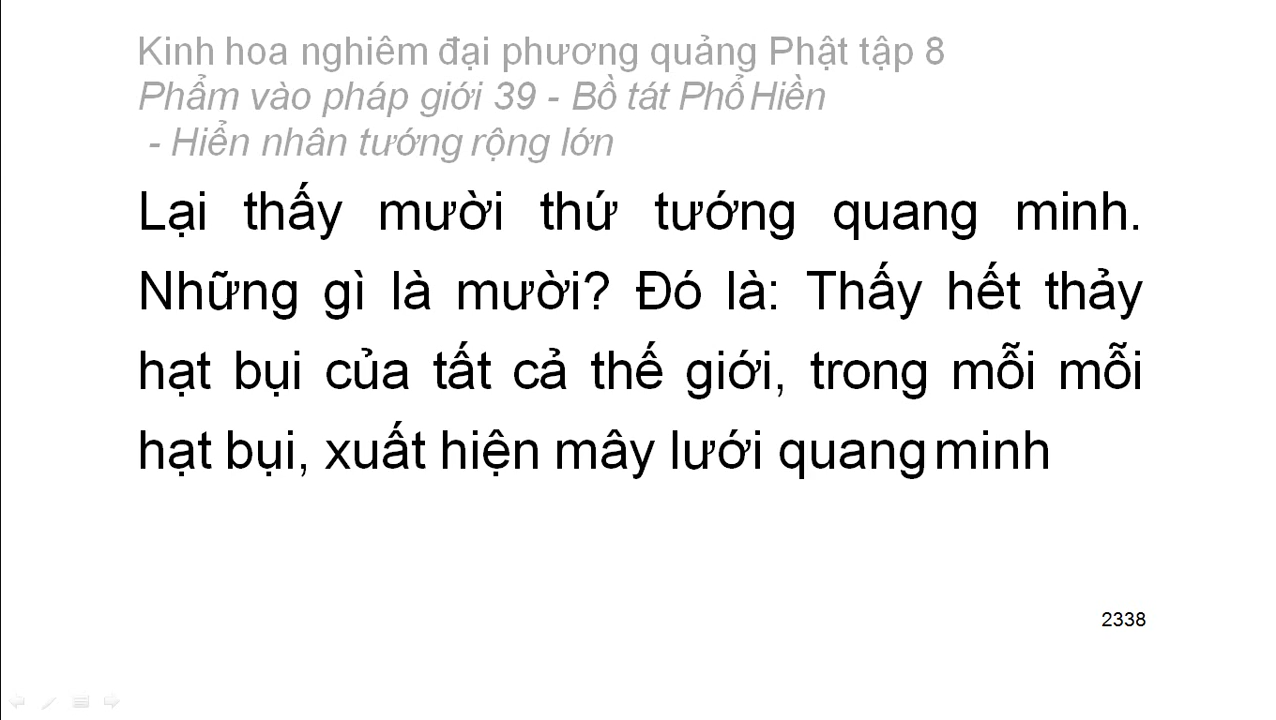 Kinh hoa nghiêm đại phương quảng Phật tập 8
Phẩm vào pháp giới 39 - Bồ tát Phổ Hiền
- Hiển nhân tướng rộng lớn
Lại thấy mười thứ tướng quang minh.
Những gì là mười? Đó là: Thấy hết thảy
hạt bụi của tất cả thế giới, trong mỗi mỗi
hạt bụi, xuất hiện mây lưới quang minh
2338